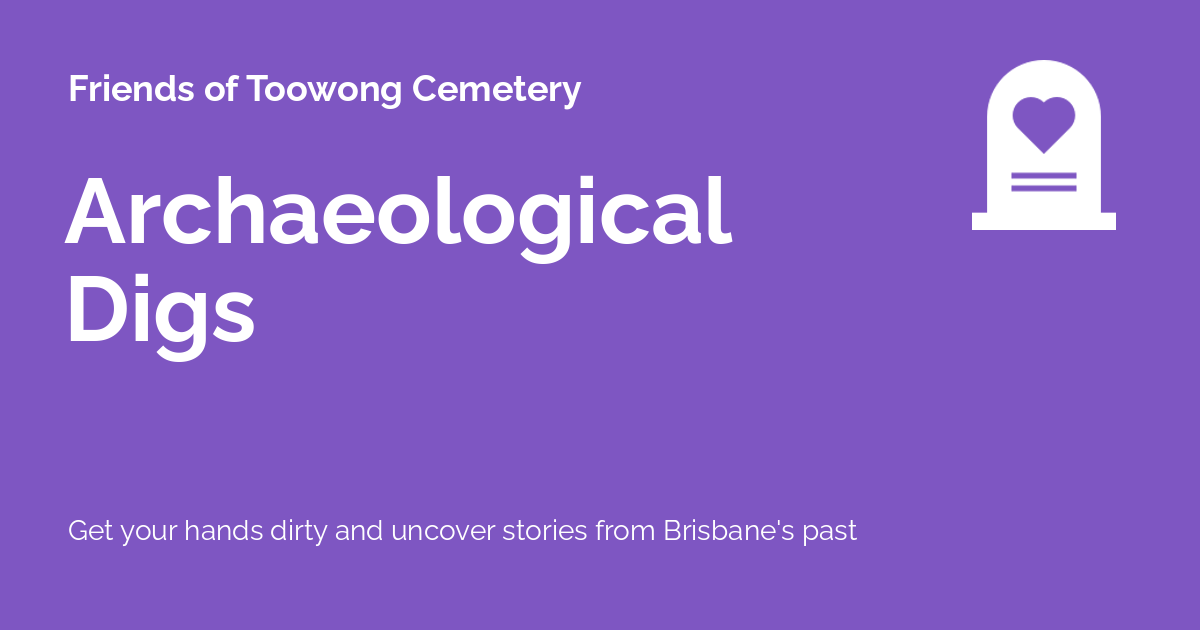 Friends of Toowong Cemetery
Archaeological
Digs
Get your hands dirty and uncover stories from Brisbane's past